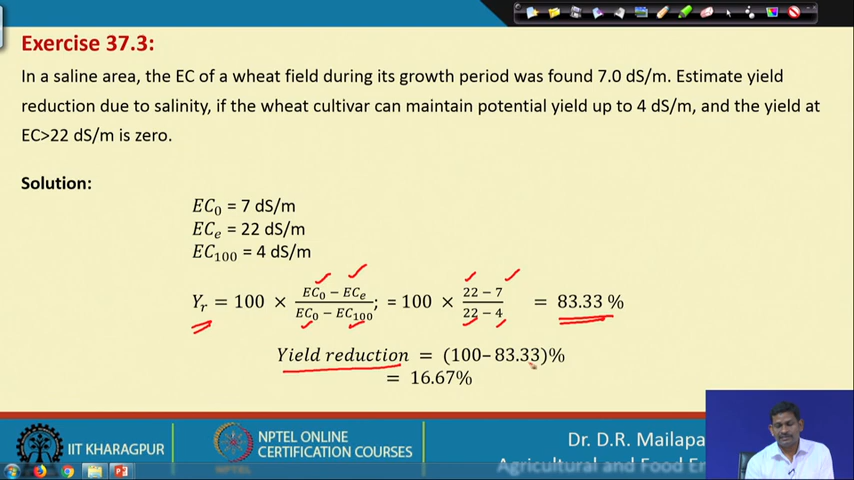 Exercise 37.3:
In a saline area, the EC of a wheat field during its growth period was found 7.0 dS/m. Estimate yield
reduction due to salinity, if the wheat cultivar can maintain potential yield up to 4 dS/m, and the yield at
EC>22 dS/m is zero.
Solution:
EC₀ = 7 dS/m
ECₑ = 22 dS/m
EC₁₀₀ = 4 dS/m
Yᵣ = 100 × (EC₀ − ECₑ)/(EC₀ − EC₁₀₀); = 100 × (22 − 7)/(22 − 4) = 83.33 %
Yield reduction = (100– 83.33)%
= 16.67%
IIT KHARAGPUR
NPTEL ONLINE
CERTIFICATION COURSES
NPTEL
Dr. D.R. Mailapa
Agricultural and Food En